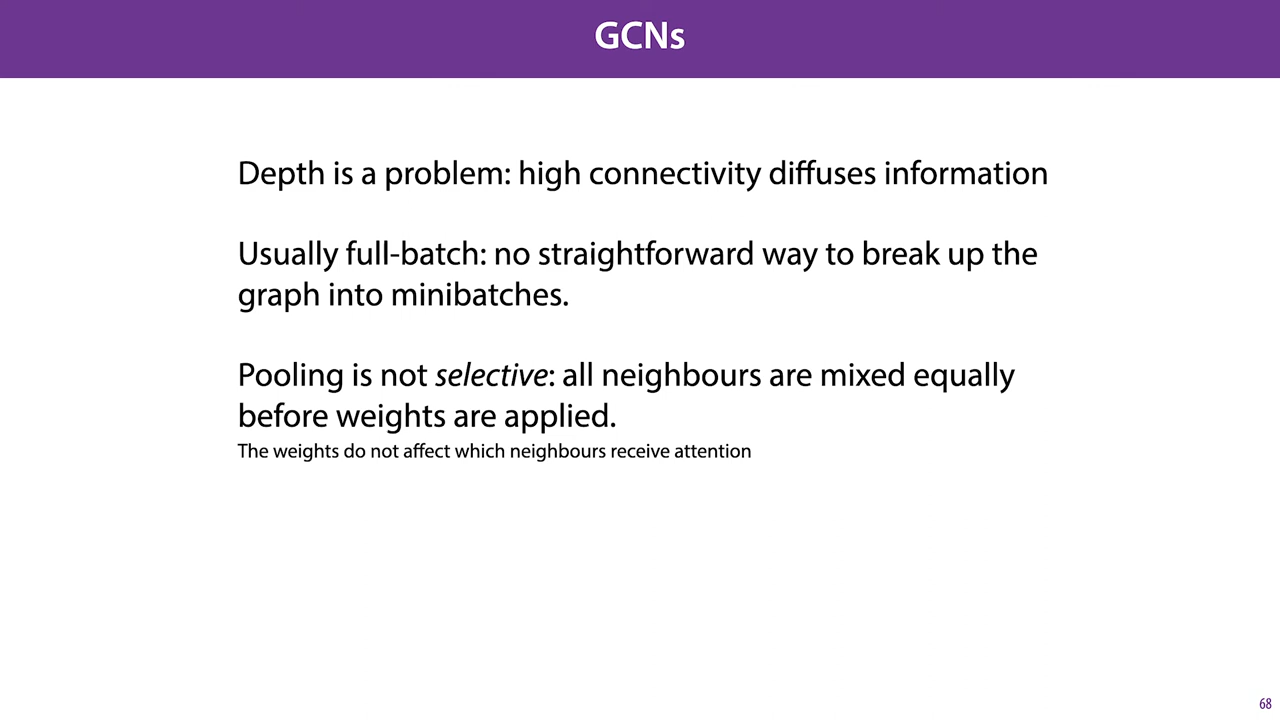 GCNs
Depth is a problem: high connectivity diffuses information
Usually full-batch: no straightforward way to break up the
graph into minibatches.
Pooling is not selective: all neighbours are mixed equally
before weights are applied.
The weights do not affect which neighbours receive attention
68